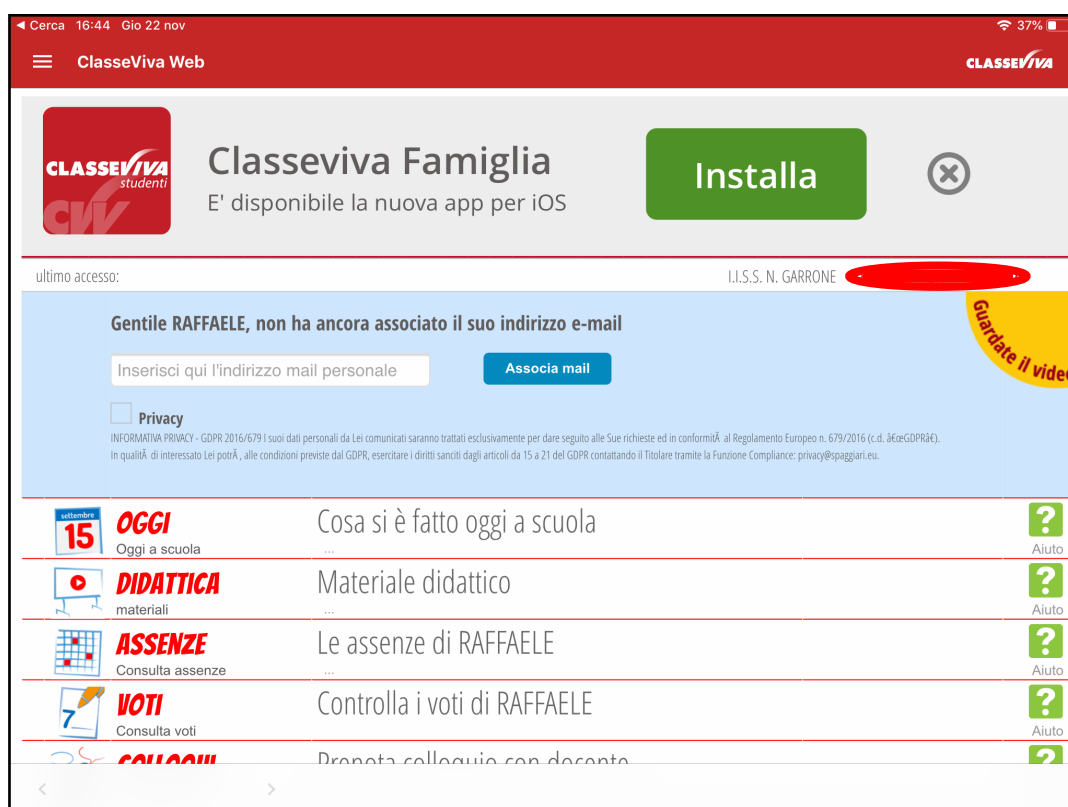 ◄ Cerca 16:44 Gio 22 nov 37%
ClasseViva Web CLASSEVIVA
CLASSEVIVA
studenti
CVV
Classeviva Famiglia
E' disponibile la nuova app per iOS
Installa
ultimo accesso: I.I.S.S. N. GARRONE
Gentile RAFFAELE, non ha ancora associato il suo indirizzo e-mail
Guardate il video
Inserisci qui l'indirizzo mail personale Associa mail
Privacy
INFORMATIVA PRIVACY - GDPR 2016/679 I suoi dati personali da Lei comunicati saranno trattati esclusivamente per dare seguito alle Sue richieste ed in conformitÃ al Regolamento Europeo n. 679/2016 (c.d. â€œGDPRâ€).
In qualitÃ di interessato Lei potrÃ , alle condizioni previste dal GDPR, esercitare i diritti sanciti dagli articoli da 15 a 21 del GDPR contattando il Titolare tramite la Funzione Compliance: privacy@spaggiari.eu.
settembre
15
OGGI Cosa si è fatto oggi a scuola ?
Oggi a scuola ... Aiuto
DIDATTICA Materiale didattico ?
materiali ... Aiuto
ASSENZE Le assenze di RAFFAELE ?
Consulta assenze ... Aiuto
7
VOTI Controlla i voti di RAFFAELE ?
Consulta voti Aiuto
COLLOQUI Prenota colloquio con docente ?